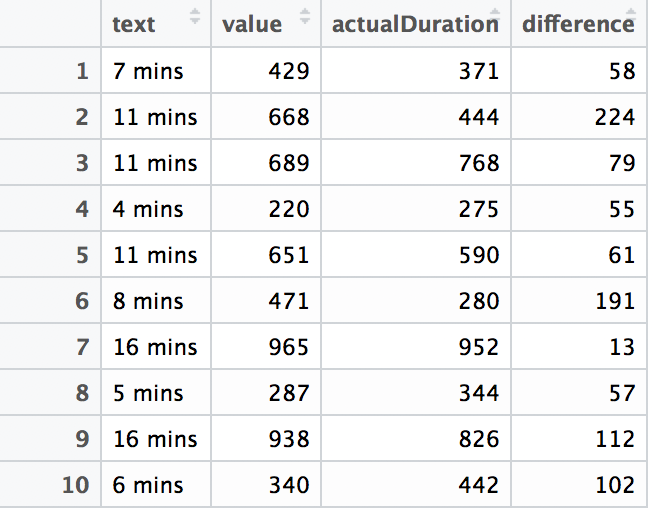 text value actualDuration difference
1 7 mins 429 371 58
2 11 mins 668 444 224
3 11 mins 689 768 79
4 4 mins 220 275 55
5 11 mins 651 590 61
6 8 mins 471 280 191
7 16 mins 965 952 13
8 5 mins 287 344 57
9 16 mins 938 826 112
10 6 mins 340 442 102